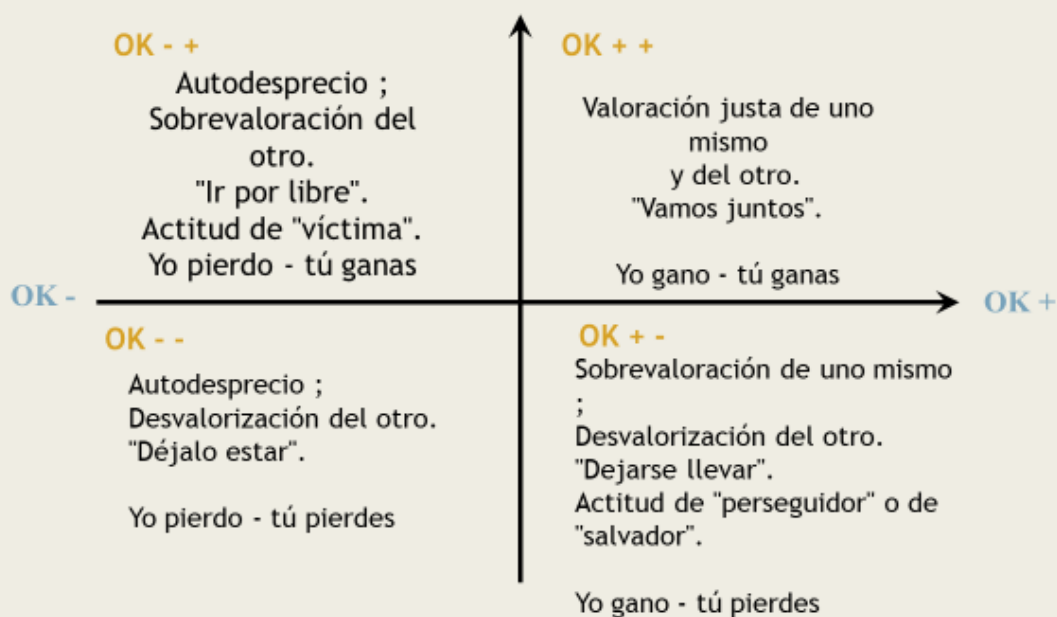 OK - +
Autodesprecio ;
Sobrevaloración del
otro.
"Ir por libre".
Actitud de "víctima".
Yo pierdo - tú ganas
OK + +
Valoración justa de uno
mismo
y del otro.
"Vamos juntos".
Yo gano - tú ganas
OK -
OK +
OK - -
Autodesprecio ;
Desvalorización del otro.
"Déjalo estar".
Yo pierdo - tú pierdes
OK + -
Sobrevaloración de uno mismo
;
Desvalorización del otro.
"Dejarse llevar".
Actitud de "perseguidor" o de
"salvador".
Yo gano - tú pierdes